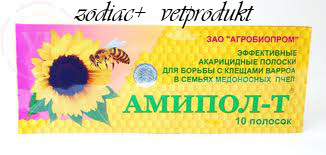 zodiac+ vetprodukt
ЗАО "АГРОБИОПРОМ"
ЭФФЕКТИВНЫЕ
АКАРИЦИДНЫЕ ПОЛОСКИ
ДЛЯ БОРЬБЫ С КЛЕЩАМИ ВАРРОА
В СЕМЬЯХ МЕДОНОСНЫХ ПЧЕЛ
АМИПОЛ-Т
10 полосок